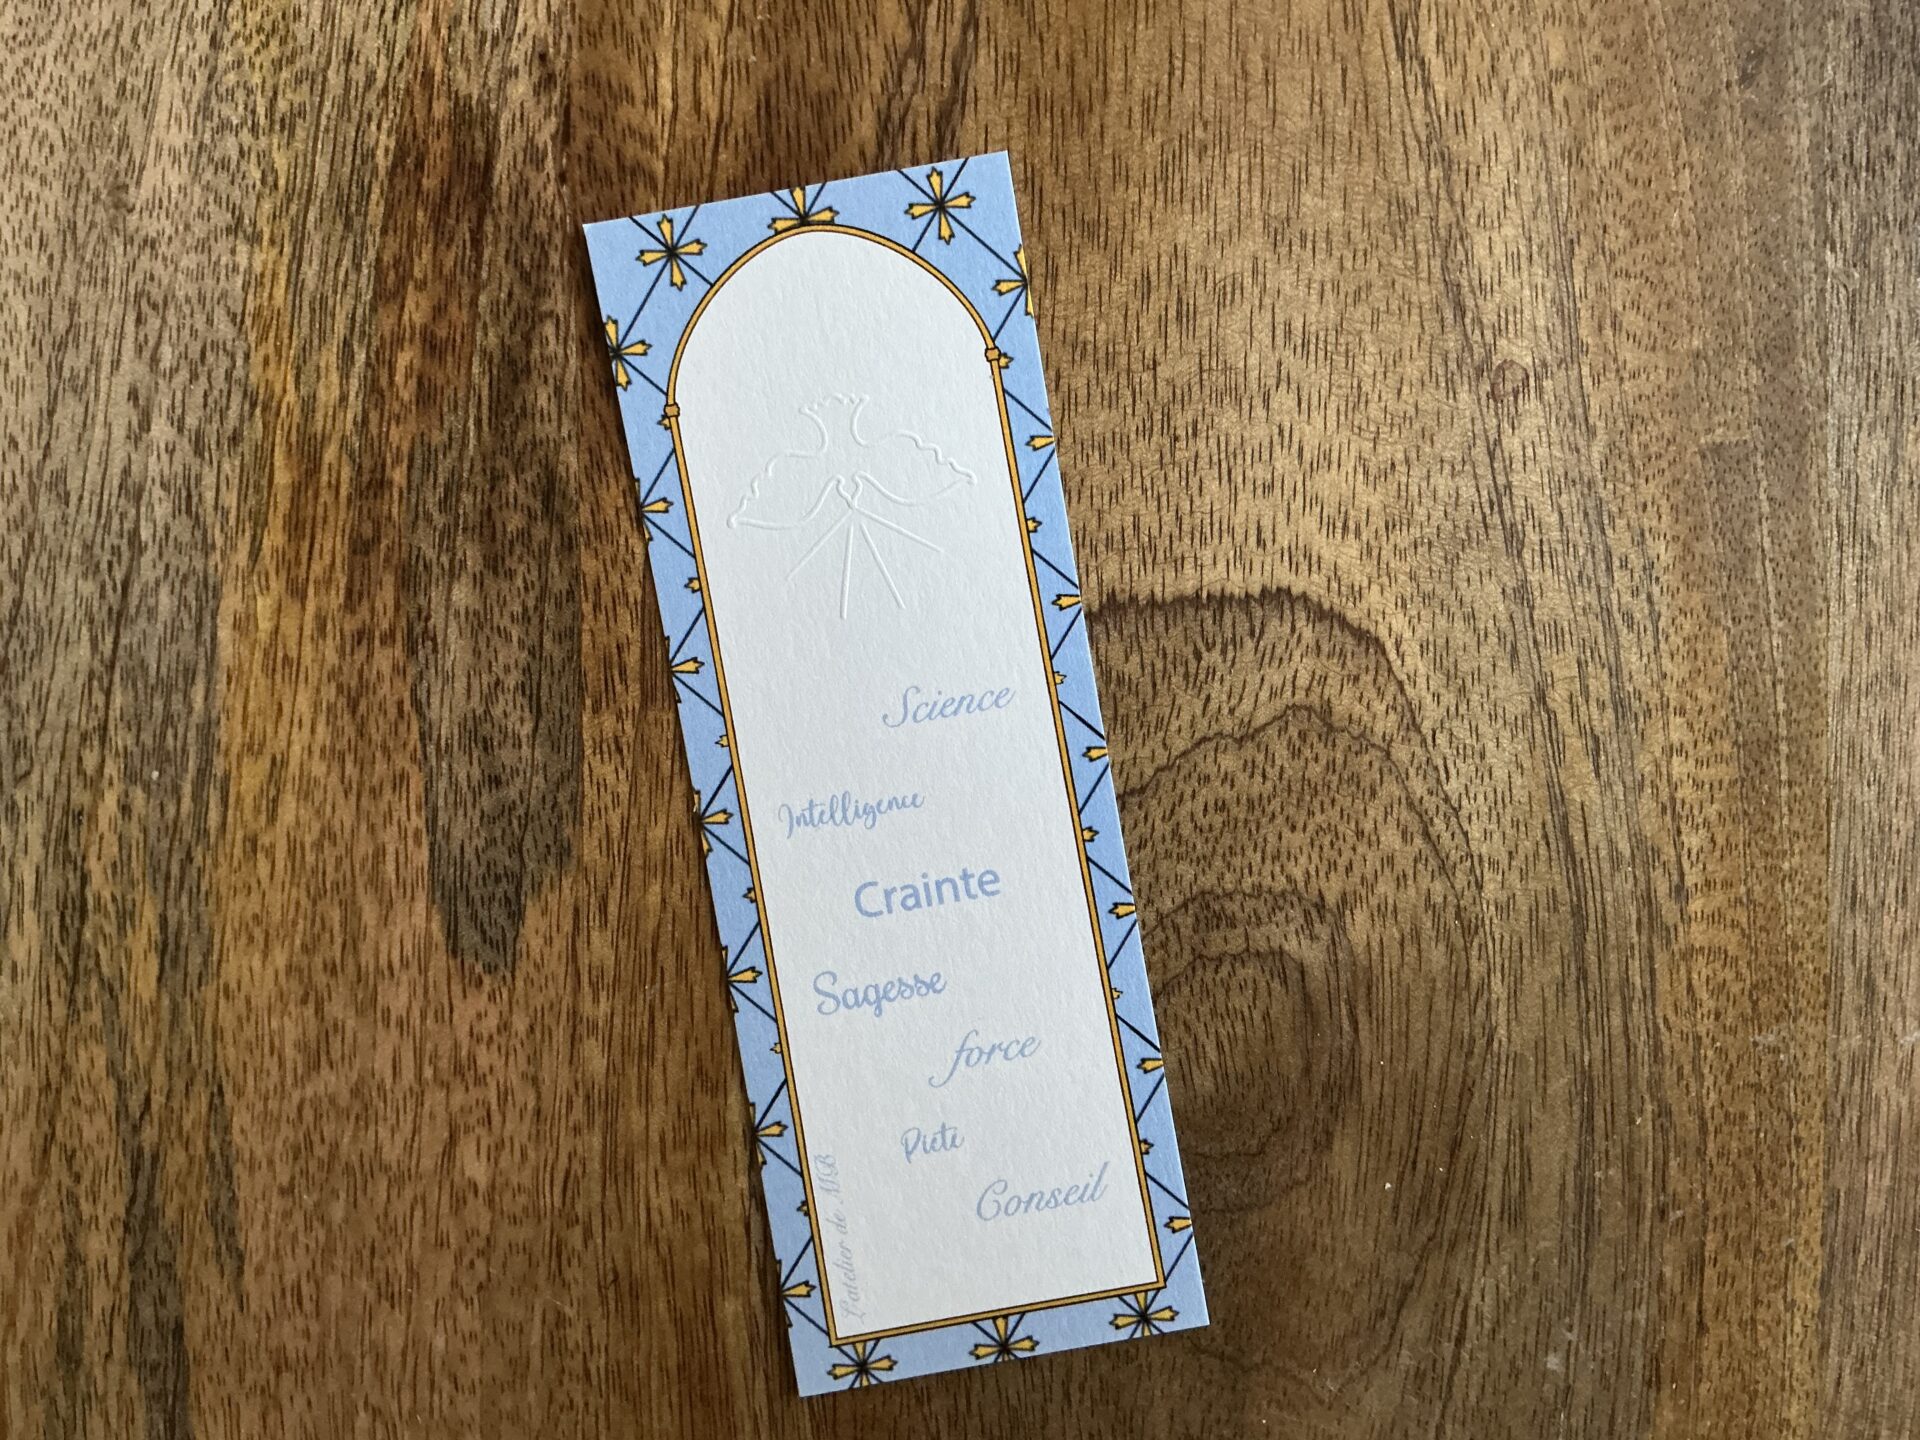 Science
Intelligence
Crainte
Sagesse
force
Piété
Conseil
L'atelier de MB